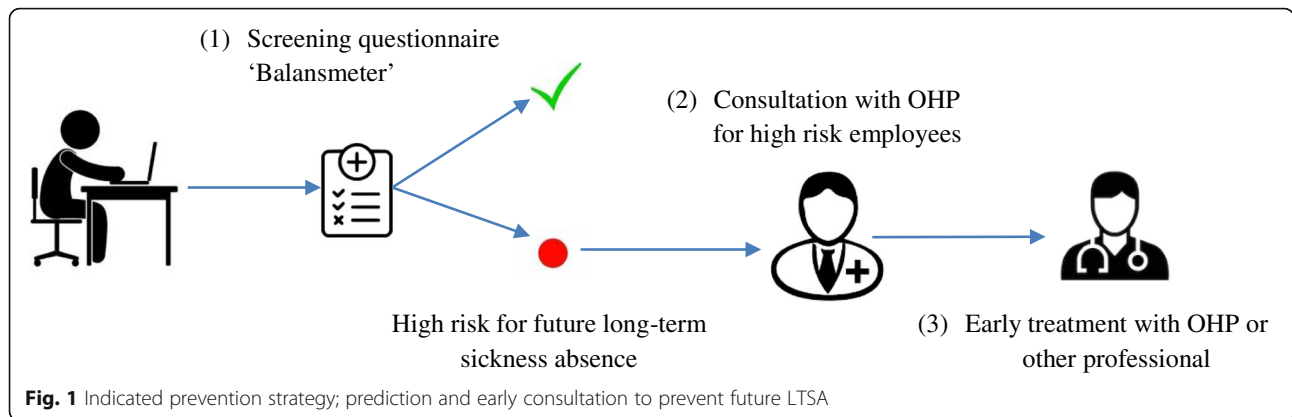 (1) Screening questionnaire
‘Balansmeter’
(2) Consultation with OHP
for high risk employees
High risk for future long-term
sickness absence
(3) Early treatment with OHP or
other professional
Fig. 1 Indicated prevention strategy; prediction and early consultation to prevent future LTSA